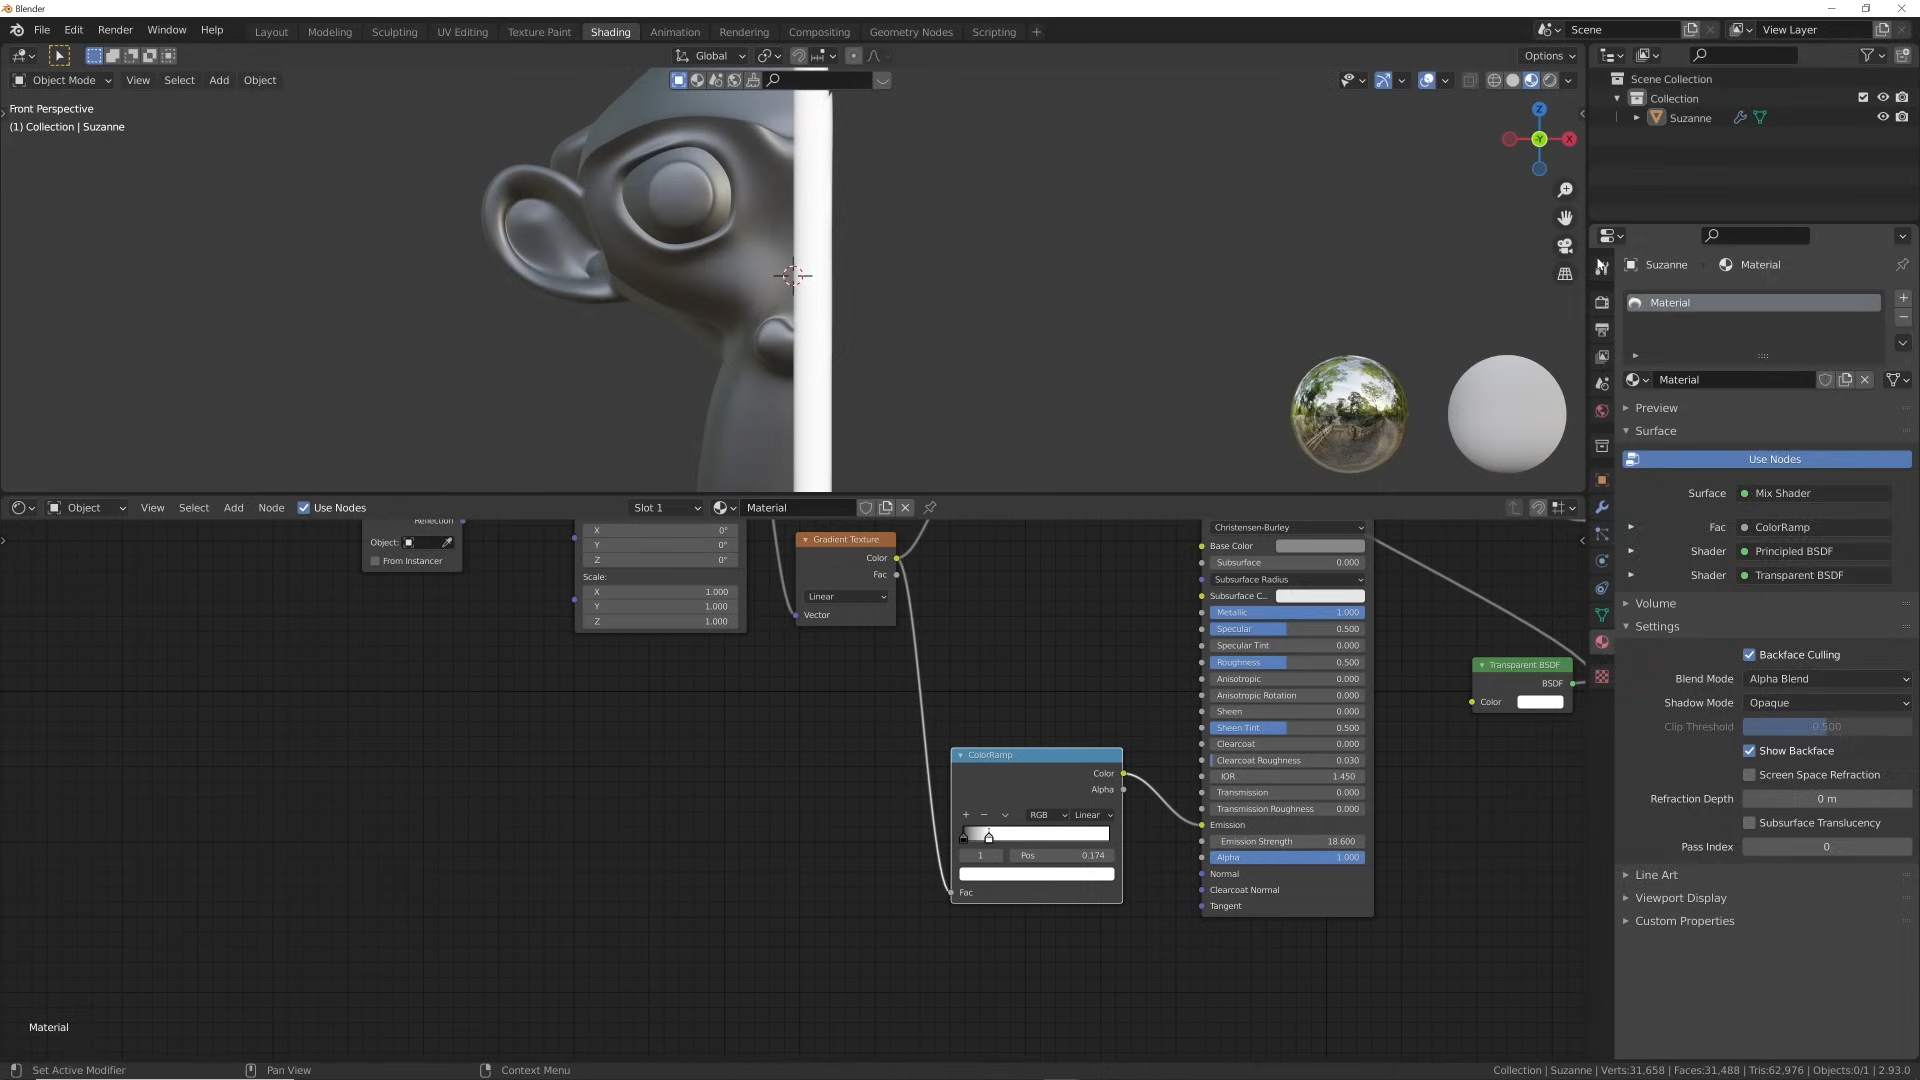 Blender
File Edit Window Render Help Layout Modeling Sculpting UV Editing Texture Paint Shading Animation Rendering Compositing Geometry Nodes Scripting + Scene View Layer
Global Options
Object Mode View Select Add Object
Front Perspective
(1) Collection | Suzanne
Z
Y
X
Scene Collection
Collection
Suzanne
Suzanne Material
Material
Material
Preview
Surface
Use Nodes
Surface Mix Shader
Fac ColorRamp
Shader Principled BSDF
Shader Transparent BSDF
Volume
Settings
Backface Culling
Blend Mode Alpha Blend
Shadow Mode Opaque
Clip Threshold 0.500
Show Backface
Screen Space Refraction
Refraction Depth 0 m
Subsurface Translucency
Pass Index 0
Line Art
Viewport Display
Custom Properties
Object View Select Add Node Use Nodes Slot 1 Material
Reflection
Object:
From Instancer
X 0°
Y 0°
Z 0°
Scale:
X 1.000
Y 1.000
Z 1.000
Gradient Texture
Color
Fac
Linear
Vector
ColorRamp
Color
Alpha
+ − RGB Linear
1 Pos 0.174
Fac
Christensen-Burley
Base Color
Subsurface 0.000
Subsurface Radius
Subsurface C...
Metallic 1.000
Specular 0.500
Specular Tint 0.000
Roughness 0.500
Anisotropic 0.000
Anisotropic Rotation 0.000
Sheen 0.000
Sheen Tint 0.500
Clearcoat 0.000
Clearcoat Roughness 0.030
IOR 1.450
Transmission 0.000
Transmission Roughness 0.000
Emission
Emission Strength 18.600
Alpha 1.000
Normal
Clearcoat Normal
Tangent
Transparent BSDF
BSDF
Color
Material
Set Active Modifier Pan View Context Menu Collection | Suzanne | Verts:31,658 | Faces:31,488 | Tris:62,976 | Objects:0/1 | 2.93.0